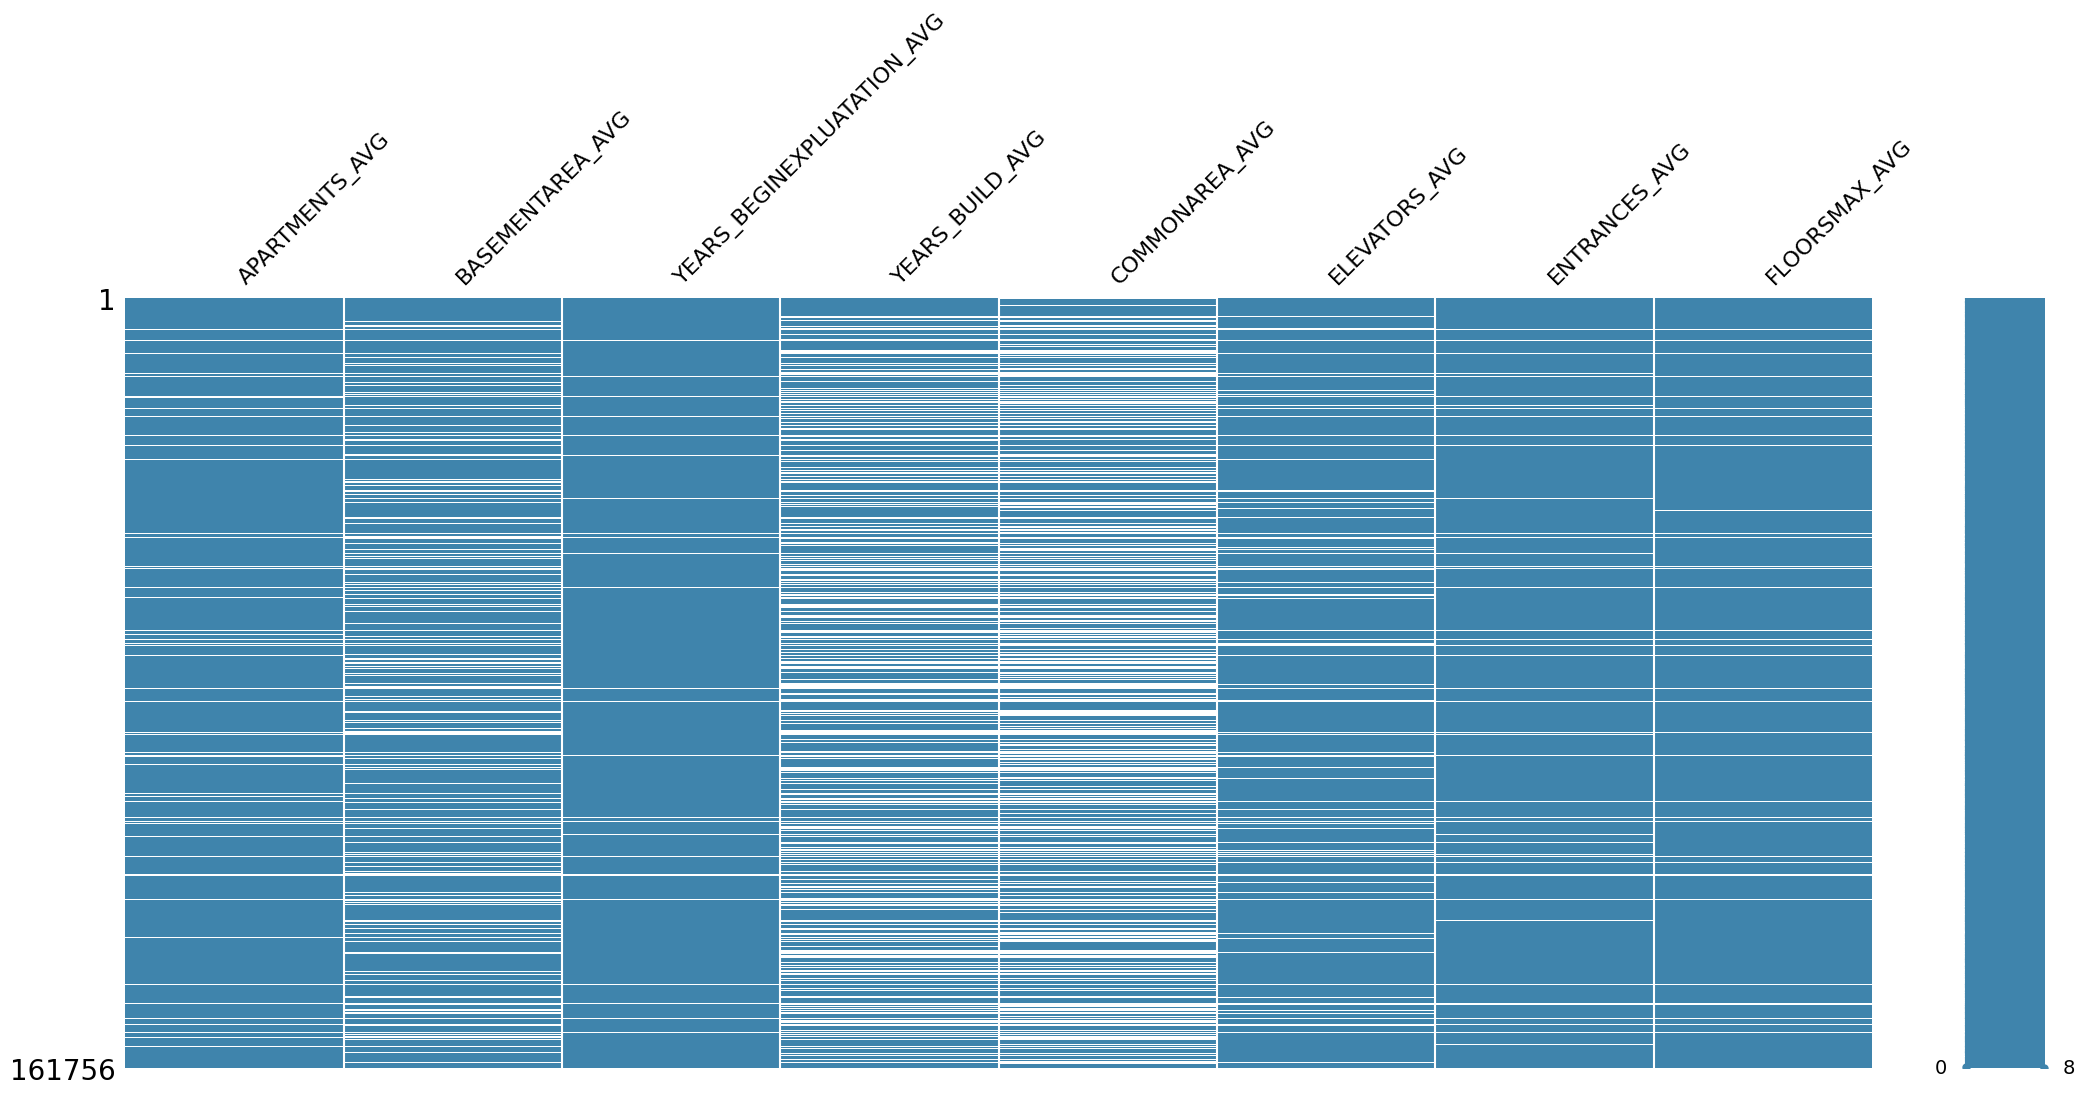 APARTMENTS_AVG
BASEMENTAREA_AVG
YEARS_BEGINEXPLUATATION_AVG
YEARS_BUILD_AVG
COMMONAREA_AVG
ELEVATORS_AVG
ENTRANCES_AVG
FLOORSMAX_AVG
1
161756
0
8